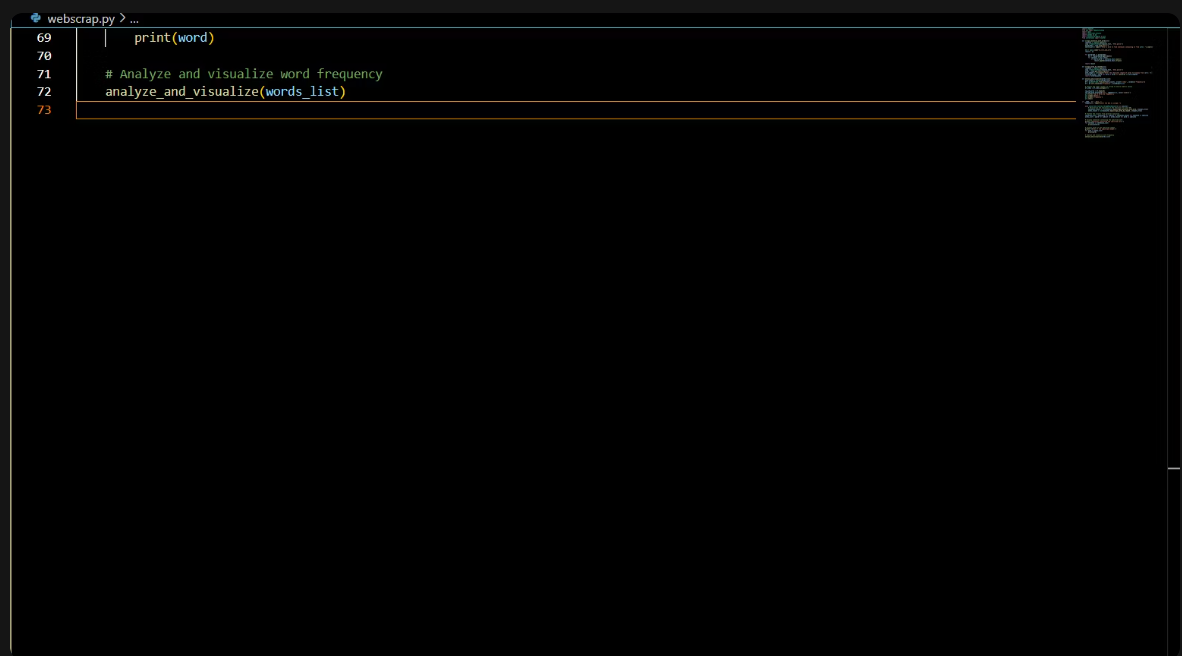 webscrap.py > ...
69 print(word)
70
71 # Analyze and visualize word frequency
72 analyze_and_visualize(words_list)
73